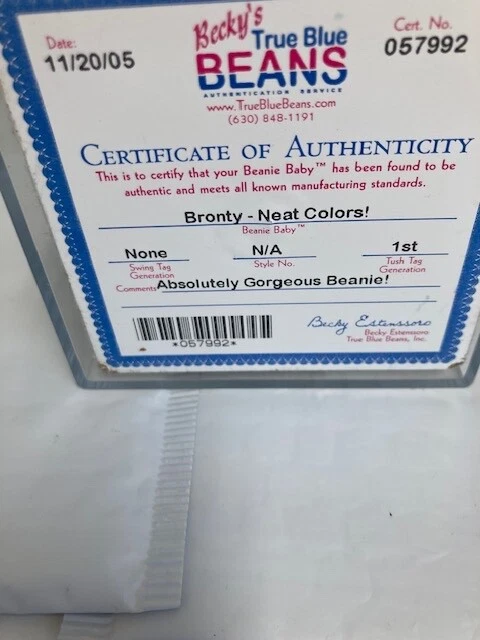 Date:
11/20/05
Becky's
True Blue
BEANS
AUTHENTICATION SERVICE
www.TrueBlueBeans.com
(630) 848-1191
Cert. No.
057992
CERTIFICATE OF AUTHENTICITY
This is to certify that your Beanie Baby™ has been found to be
authentic and meets all known manufacturing standards.
Bronty - Neat Colors!
Beanie Baby™
None
Swing Tag
Generation
N/A
Style No.
1st
Tush Tag
Generation
Comments Absolutely Gorgeous Beanie!
*057992*
Becky Estenssoro
Becky Estenssoro
True Blue Beans, Inc.